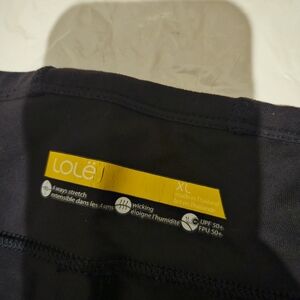 Lolë
XL
4 ways stretch
extensible dans les 4 sens
wicking
éloigne l'humidité
UPF 50+
FPU 50+